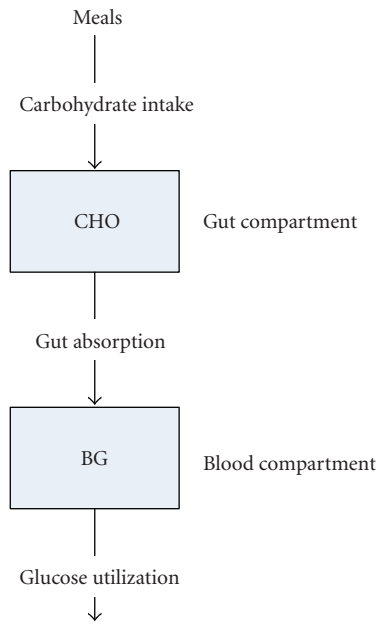 Meals
Carbohydrate intake
CHO
Gut compartment
Gut absorption
BG
Blood compartment
Glucose utilization